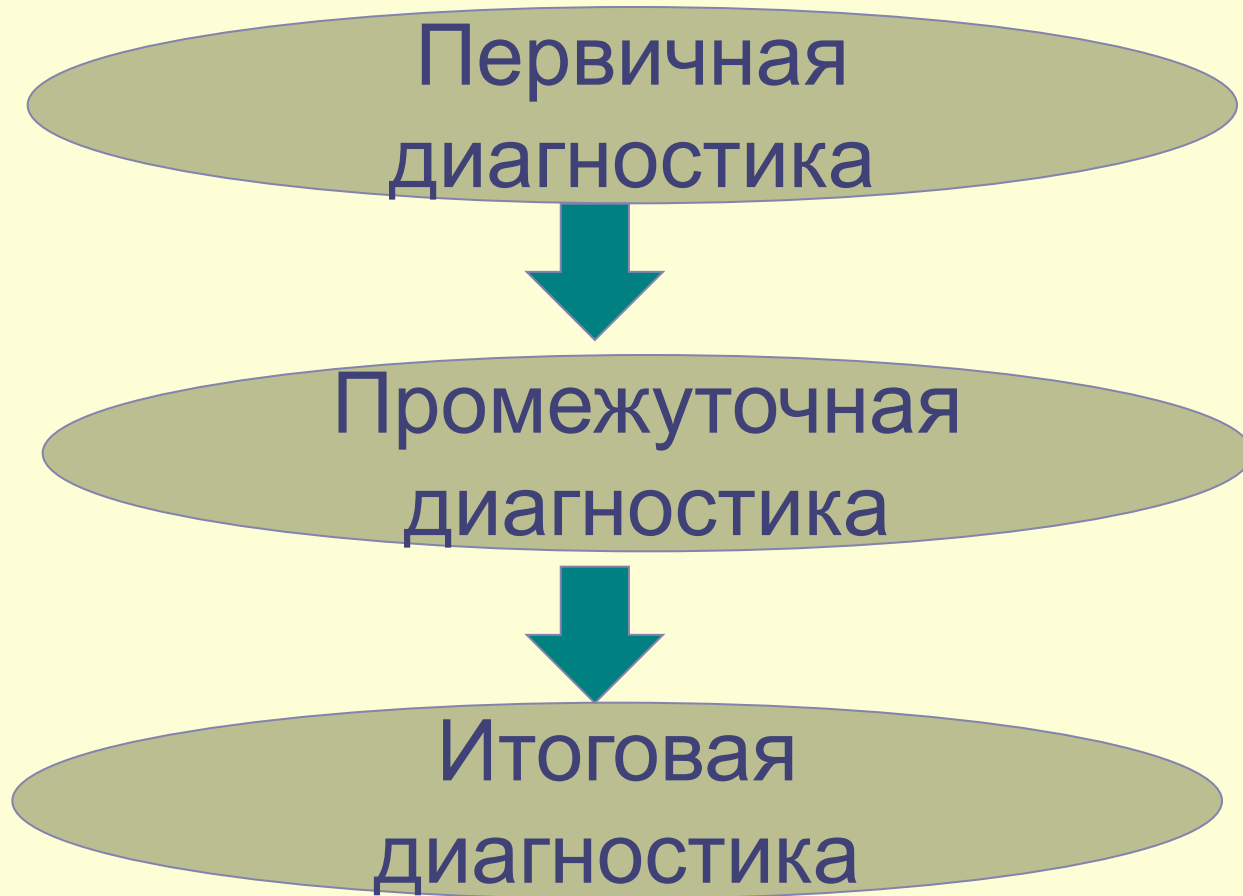 Первичная
диагностика
Промежуточная
диагностика
Итоговая
диагностика